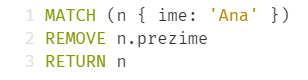 1 MATCH (n { ime: 'Ana' })
2 REMOVE n.prezime
3 RETURN n